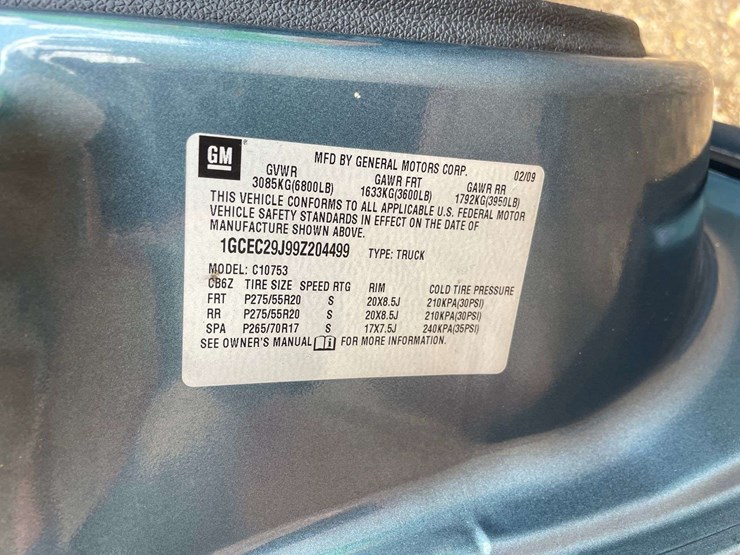 GM
MFD BY GENERAL MOTORS CORP. 02/09
GVWR GAWR FRT GAWR RR
3085KG(6800LB) 1633KG(3600LB) 1792KG(3950LB)
THIS VEHICLE CONFORMS TO ALL APPLICABLE U.S. FEDERAL MOTOR
VEHICLE SAFETY STANDARDS IN EFFECT ON THE DATE OF
MANUFACTURE SHOWN ABOVE.
1GCEC29J99Z204499 TYPE: TRUCK
MODEL: C10753
CB6Z TIRE SIZE SPEED RTG RIM COLD TIRE PRESSURE
FRT P275/55R20 S 20X8.5J 210KPA(30PSI)
RR P275/55R20 S 20X8.5J 210KPA(30PSI)
SPA P265/70R17 S 17X7.5J 240KPA(35PSI)
SEE OWNER'S MANUAL FOR MORE INFORMATION.